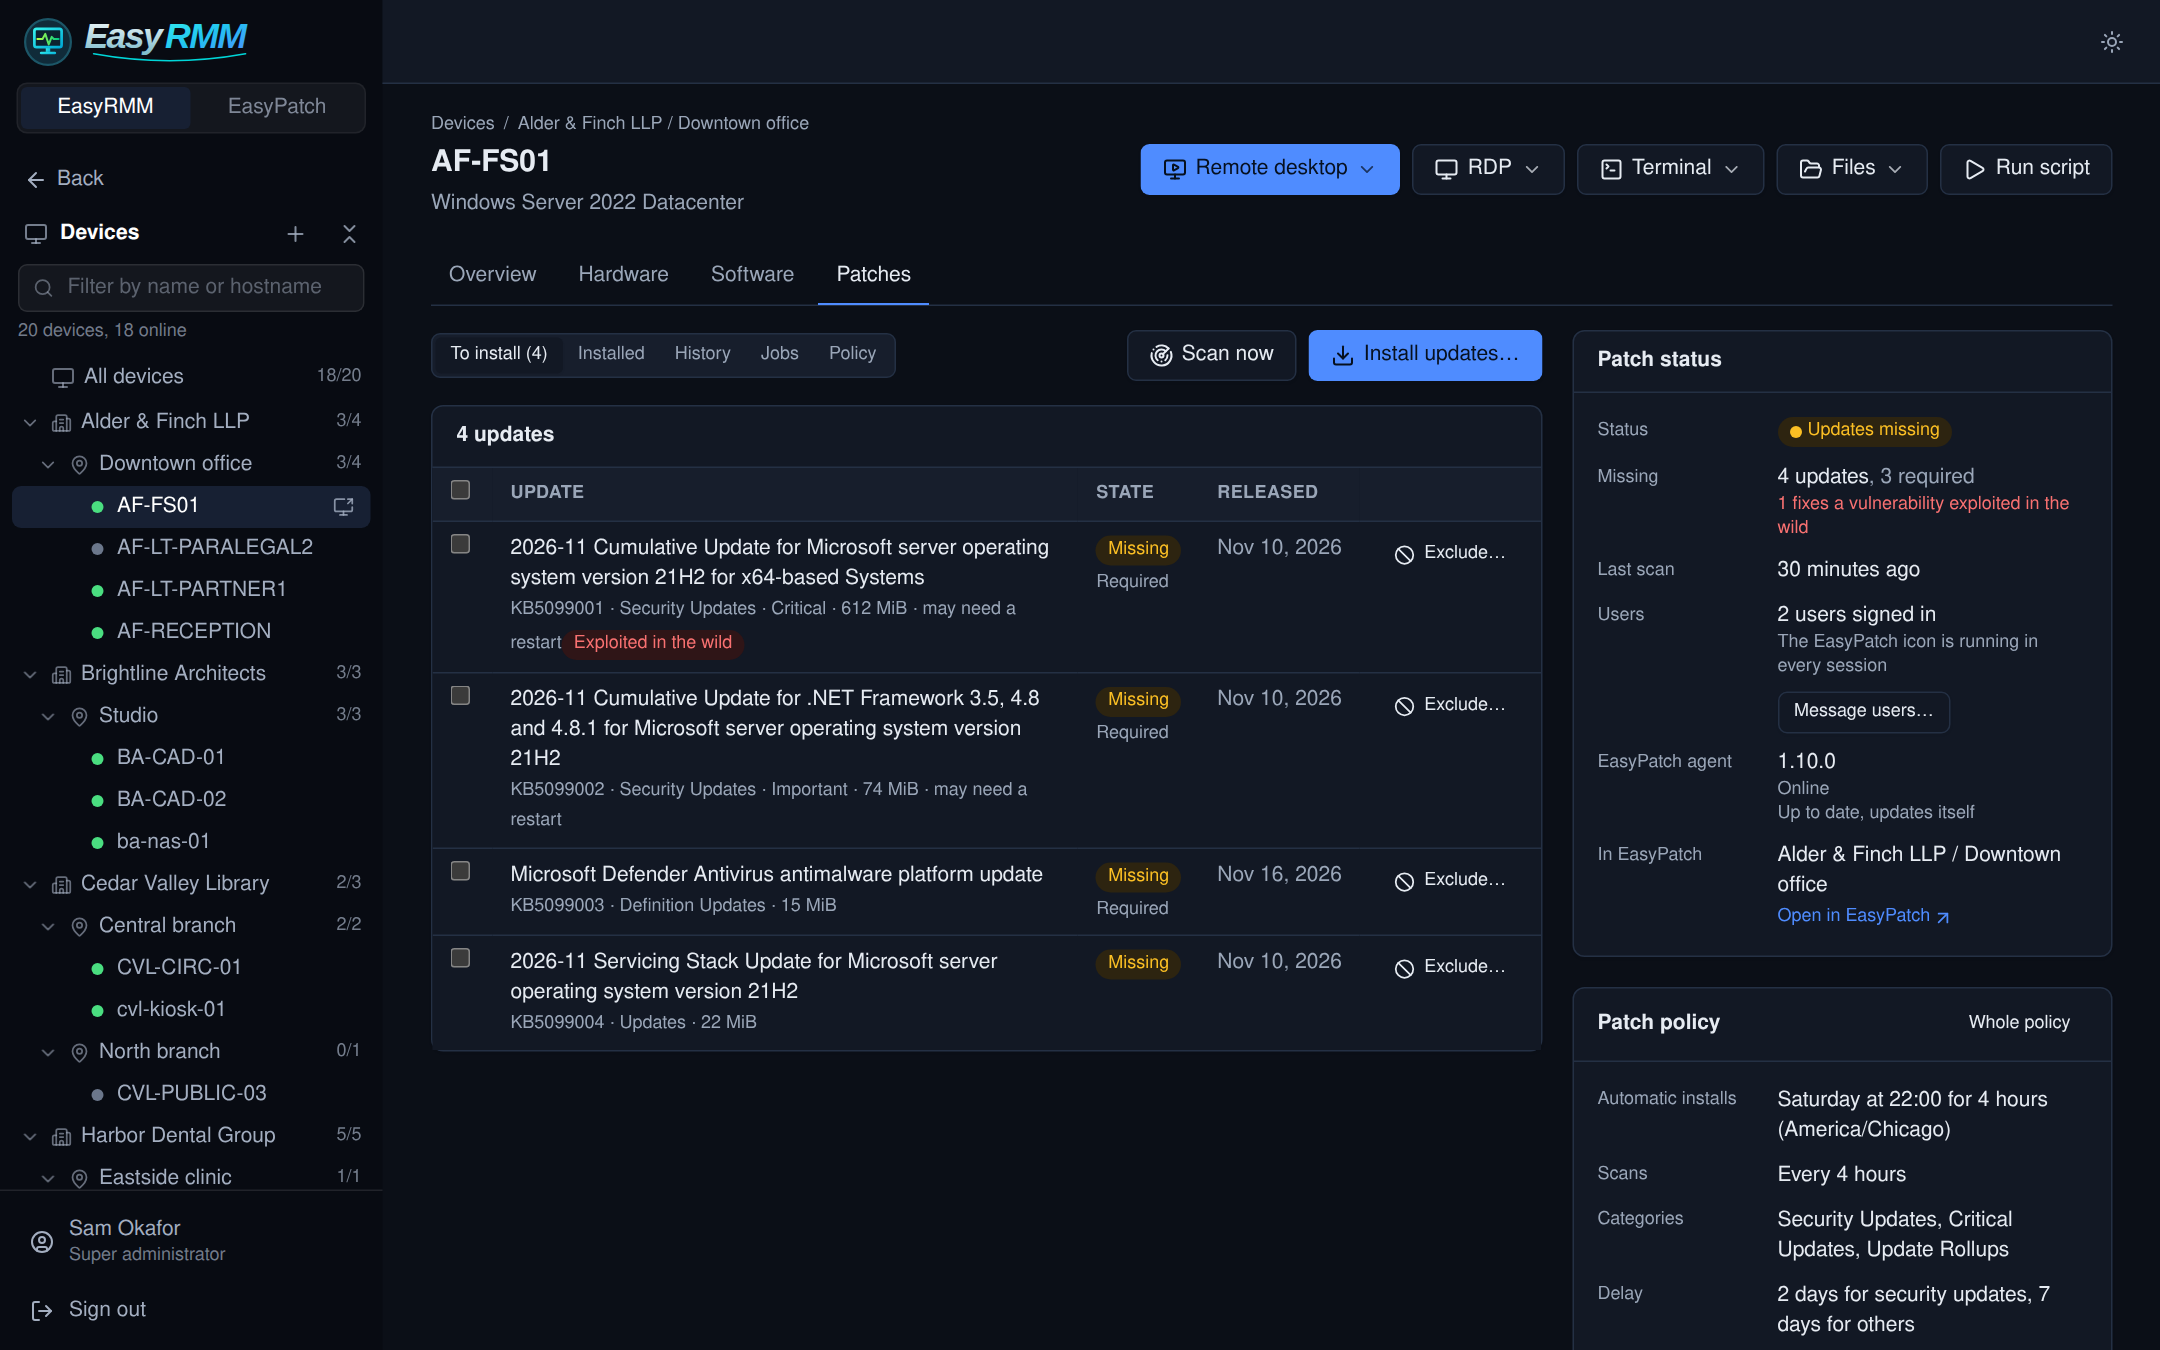 EasyRMM
EasyRMM
EasyPatch
Back
Devices
Filter by name or hostname
20 devices, 18 online
All devices 18/20
Alder & Finch LLP 3/4
Downtown office 3/4
AF-FS01
AF-LT-PARALEGAL2
AF-LT-PARTNER1
AF-RECEPTION
Brightline Architects 3/3
Studio 3/3
BA-CAD-01
BA-CAD-02
ba-nas-01
Cedar Valley Library 2/3
Central branch 2/2
CVL-CIRC-01
cvl-kiosk-01
North branch 0/1
CVL-PUBLIC-03
Harbor Dental Group 5/5
Eastside clinic 1/1
Sam Okafor
Super administrator
Sign out
Devices / Alder & Finch LLP / Downtown office
AF-FS01
Windows Server 2022 Datacenter
Remote desktop
RDP
Terminal
Files
Run script
Overview
Hardware
Software
Patches
To install (4)
Installed
History
Jobs
Policy
Scan now
Install updates...
4 updates
UPDATE STATE RELEASED
2026-11 Cumulative Update for Microsoft server operating
system version 21H2 for x64-based Systems
KB5099001 · Security Updates · Critical · 612 MiB · may need a
restart Exploited in the wild
Missing
Required
Nov 10, 2026
Exclude...
2026-11 Cumulative Update for .NET Framework 3.5, 4.8
and 4.8.1 for Microsoft server operating system version
21H2
KB5099002 · Security Updates · Important · 74 MiB · may need a
restart
Missing
Required
Nov 10, 2026
Exclude...
Microsoft Defender Antivirus antimalware platform update
KB5099003 · Definition Updates · 15 MiB
Missing
Required
Nov 16, 2026
Exclude...
2026-11 Servicing Stack Update for Microsoft server
operating system version 21H2
KB5099004 · Updates · 22 MiB
Missing
Nov 10, 2026
Exclude...
Patch status
Status Updates missing
Missing 4 updates, 3 required
1 fixes a vulnerability exploited in the
wild
Last scan 30 minutes ago
Users 2 users signed in
The EasyPatch icon is running in
every session
Message users...
EasyPatch agent 1.10.0
Online
Up to date, updates itself
In EasyPatch Alder & Finch LLP / Downtown
office
Open in EasyPatch
Patch policy
Whole policy
Automatic installs Saturday at 22:00 for 4 hours
(America/Chicago)
Scans Every 4 hours
Categories Security Updates, Critical
Updates, Update Rollups
Delay 2 days for security updates, 7
days for others